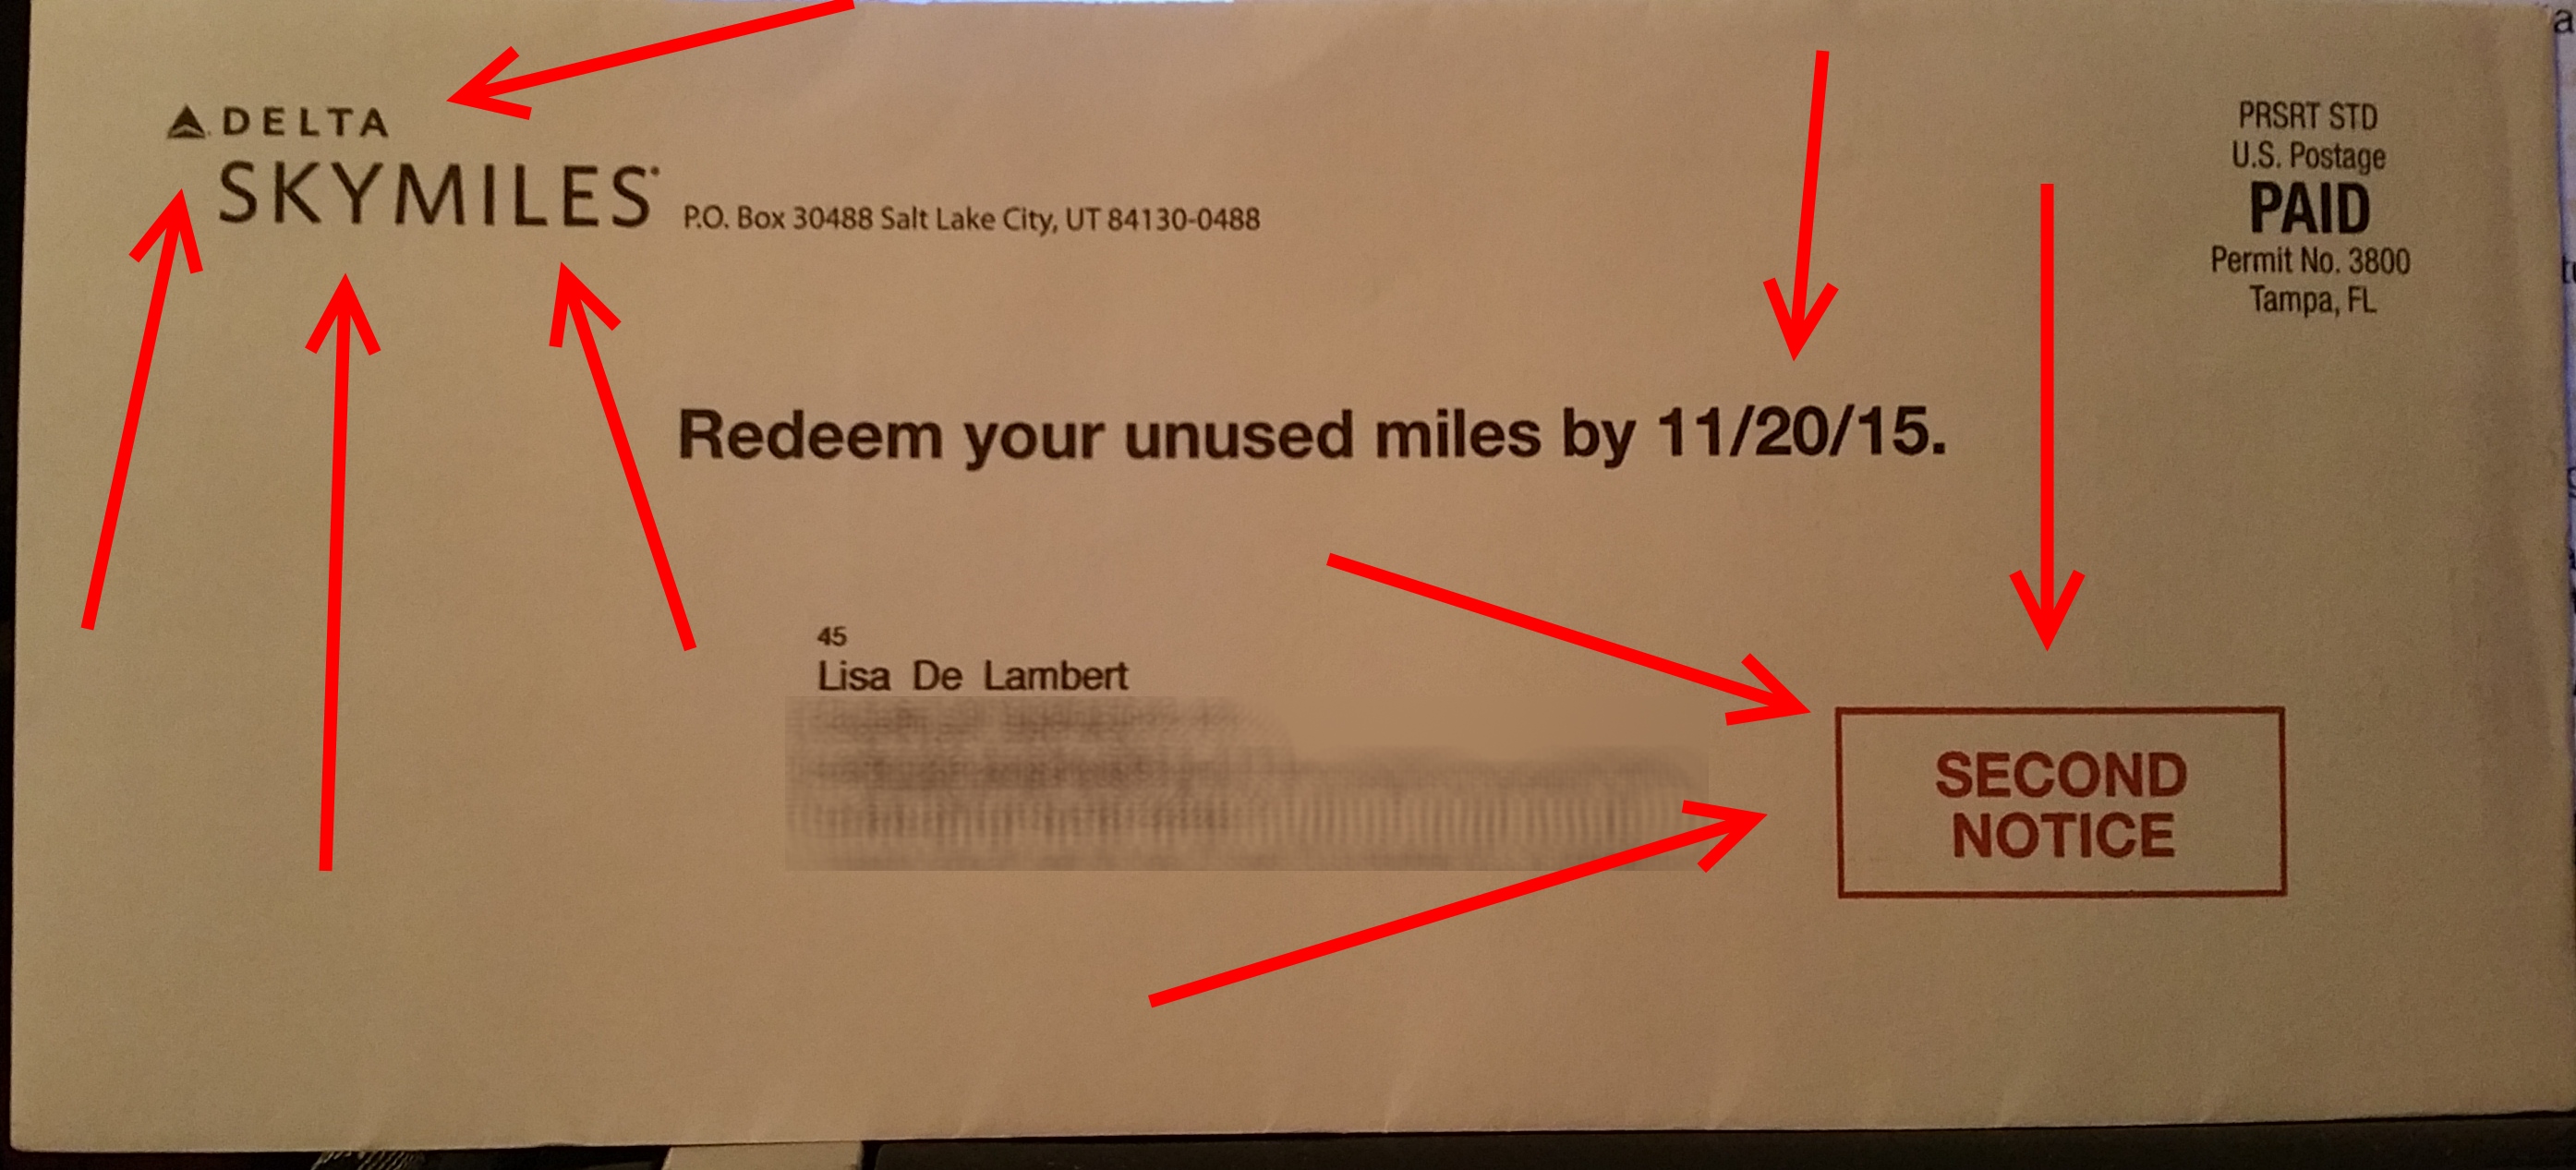 DELTA
SKYMILES
P.O. Box 30488 Salt Lake City, UT 84130-0488
PRSRT STD
U.S. Postage
PAID
Permit No. 3800
Tampa, FL
Redeem your unused miles by 11/20/15.
45
Lisa De Lambert
SECOND
NOTICE